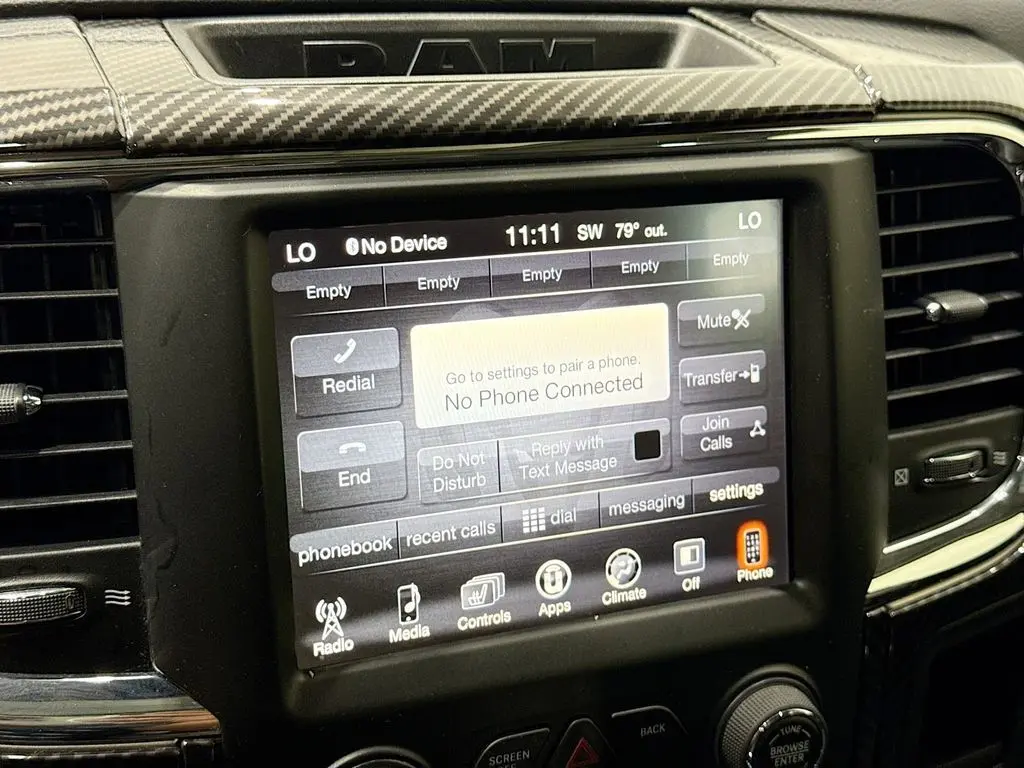 RAM
LO No Device 11:11 SW 79° out. LO
Empty Empty Empty Empty Empty
Redial
Go to settings to pair a phone.
No Phone Connected
Mute
Transfer
End
Do Not
Disturb
Reply with
Text Message
Join
Calls
phonebook recent calls dial messaging settings
Radio Media Controls Apps Climate Off Phone
SCREEN
BACK
TUNE
BROWSE
ENTER